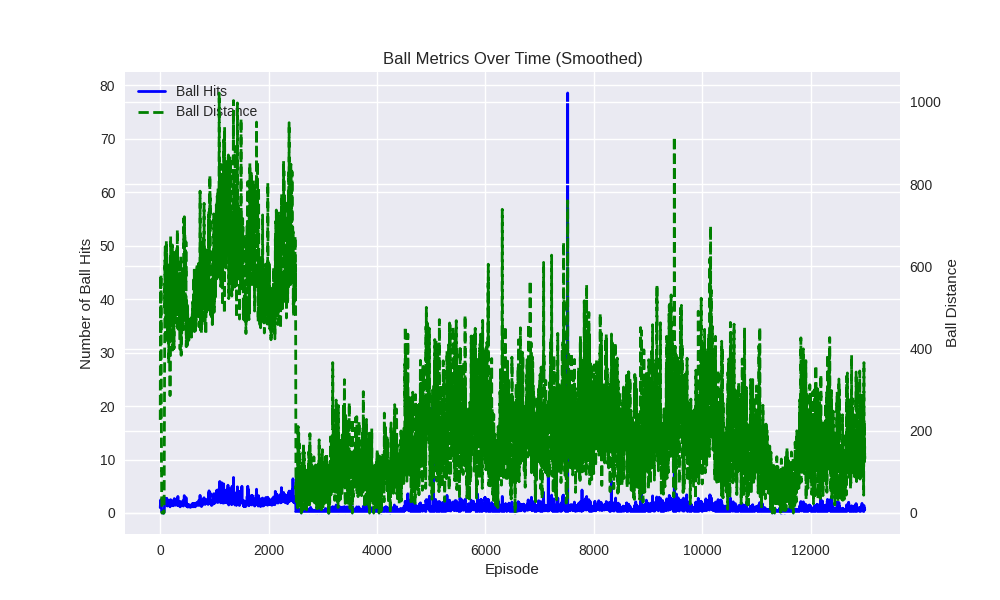 Ball Metrics Over Time (Smoothed)
Ball Hits
Ball Distance
Number of Ball Hits
80
70
60
50
40
30
20
10
0
1000
800
600
400
200
0
Ball Distance
0 2000 4000 6000 8000 10000 12000
Episode